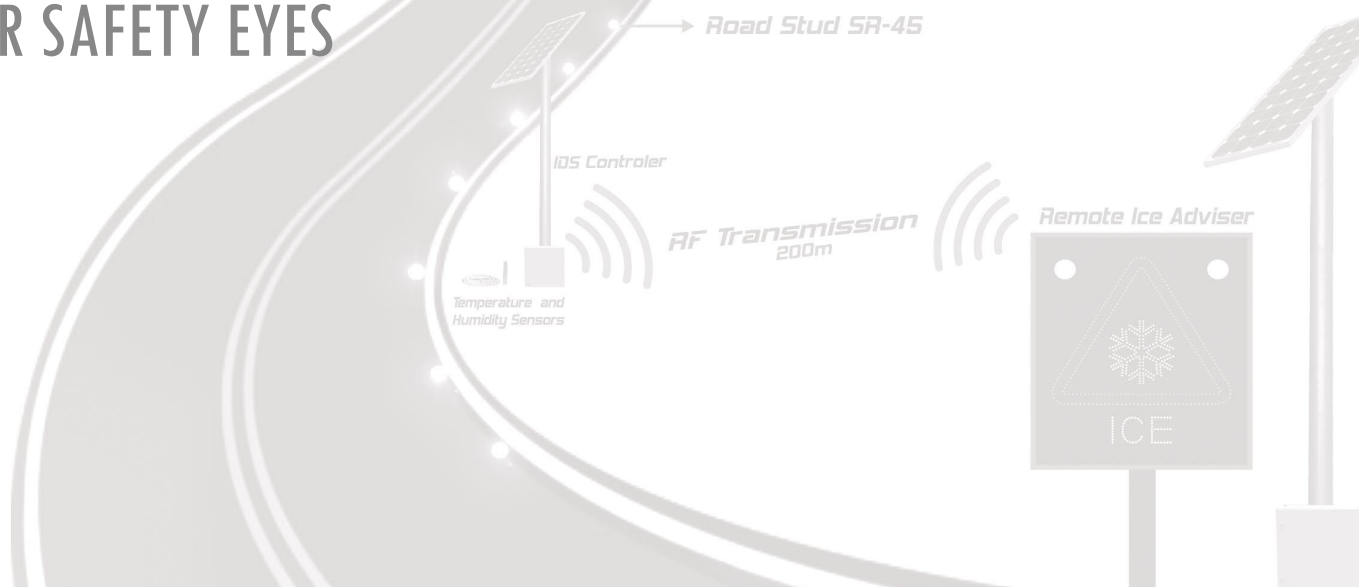 R SAFETY EYES
Road Stud SR-45
IDS Controler
RF Transmission
200m
Remote Ice Adviser
Temperature and
Humidity Sensors
ICE